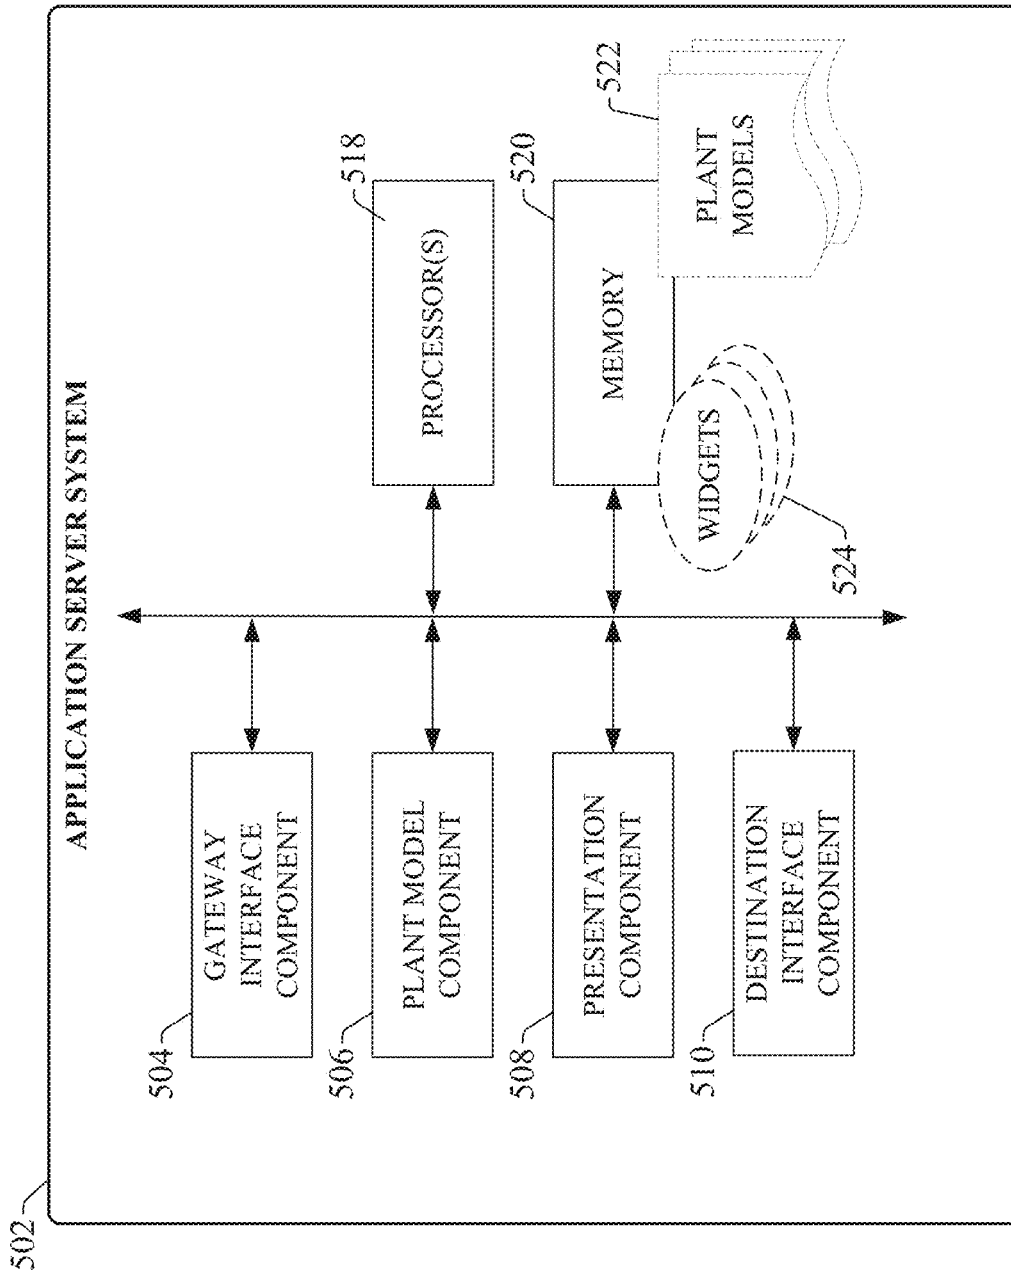 502
APPLICATION SERVER SYSTEM
504
GATEWAY
INTERFACE
COMPONENT
506
PLANT MODEL
COMPONENT
518
PROCESSOR(S)
508
PRESENTATION
COMPONENT
520
MEMORY
510
DESTINATION
INTERFACE
COMPONENT
524
WIDGETS
522
PLANT
MODELS